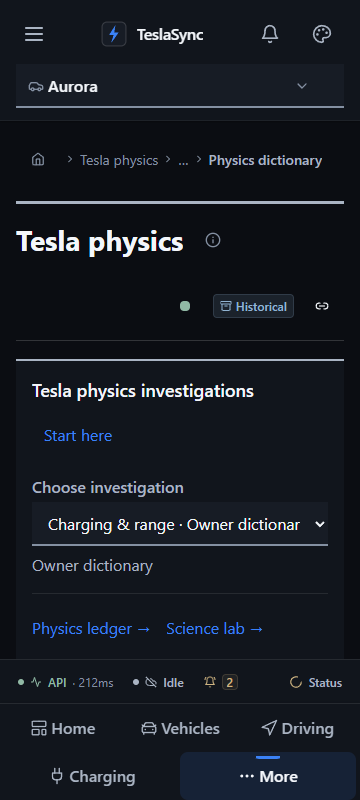 TeslaSync
Aurora
Tesla physics ... Physics dictionary
Tesla physics
Historical
Tesla physics investigations
Start here
Choose investigation
Charging & range · Owner dictionar
Owner dictionary
Physics ledger → Science lab →
API · 212ms Idle 2 Status
Home Vehicles Driving
Charging ... More